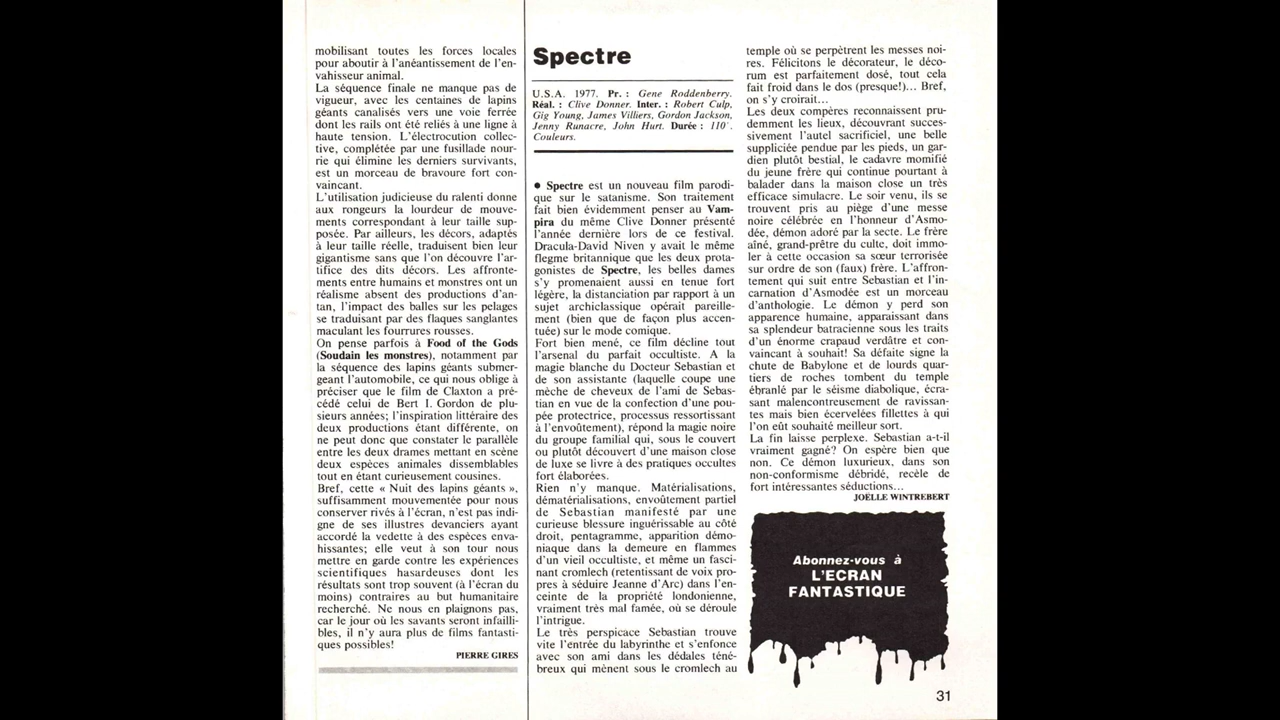 mobilisant toutes les forces locales
pour aboutir à l'anéantissement de l'en-
vahisseur animal.
La séquence finale ne manque pas de
vigueur, avec les centaines de lapins
géants canalisés vers une voie ferrée
dont les rails ont été reliés à une ligne à
haute tension. L'électrocution collec-
tive, complétée par une fusillade nour-
rie qui élimine les derniers survivants,
est un morceau de bravoure fort con-
vaincant.
L'utilisation judicieuse du ralenti donne
aux rongeurs la lourdeur de mouve-
ments correspondant à leur taille sup-
posée. Par ailleurs, les décors, adaptés
à leur taille réelle, traduisent bien leur
gigantisme sans que l'on découvre l'ar-
tifice des dits décors. Les affronte-
ments entre humains et monstres ont un
réalisme absent des productions d'an-
tan, l'impact des balles sur les pelages
se traduisant par des flaques sanglantes
maculant les fourrures rousses.
On pense parfois à Food of the Gods
(Soudain les monstres), notamment par
la séquence des lapins géants submer-
geant l'automobile, ce qui nous oblige à
préciser que le film de Claxton a pré-
cédé celui de Bert I. Gordon de plu-
sieurs années; l'inspiration littéraire des
deux productions étant différente, on
ne peut donc que constater le parallèle
entre les deux drames mettant en scène
deux espèces animales dissemblables
tout en étant curieusement cousines.
Bref, cette « Nuit des lapins géants »,
suffisamment mouvementée pour nous
conserver rivés à l'écran, n'est pas indi-
gne de ses illustres devanciers ayant
accordé la vedette à des espèces enva-
hissantes; elle veut à son tour nous
mettre en garde contre les expériences
scientifiques hasardeuses dont les
résultats sont trop souvent (à l'écran du
moins) contraires au but humanitaire
recherché. Ne nous en plaignons pas,
car le jour où les savants seront infailli-
bles, il n'y aura plus de films fantasti-
ques possibles!
PIERRE GIRES
Spectre
U.S.A. 1977. Pr. : Gene Roddenberry.
Réal. : Clive Donner. Inter. : Robert Culp,
Gig Young, James Villiers, Gordon Jackson,
Jenny Runacre, John Hurt. Durée : 110'.
Couleurs.
● Spectre est un nouveau film parodi-
que sur le satanisme. Son traitement
fait bien évidemment penser au Vam-
pira du même Clive Donner présenté
l'année dernière lors de ce festival.
Dracula-David Niven y avait le même
flegme britannique que les deux prota-
gonistes de Spectre, les belles dames
s'y promenaient aussi en tenue fort
légère, la distanciation par rapport à un
sujet archiclassique opérait pareille-
ment (bien que de façon plus accen-
tuée) sur le mode comique.
Fort bien mené, ce film décline tout
l'arsenal du parfait occultiste. A la
magie blanche du Docteur Sebastian et
de son assistante (laquelle coupe une
mèche de cheveux de l'ami de Sebas-
tian en vue de la confection d'une pou-
pée protectrice, processus ressortissant
à l'envoûtement), répond la magie noire
du groupe familial qui, sous le couvert
ou plutôt découvert d'une maison close
de luxe se livre à des pratiques occultes
fort élaborées.
Rien n'y manque. Matérialisations,
dématérialisations, envoûtement partiel
de Sebastian manifesté par une
curieuse blessure inguérissable au côté
droit, pentagramme, apparition démo-
niaque dans la demeure en flammes
d'un vieil occultiste, et même un fasci-
nant cromlech (retentissant de voix pro-
pres à séduire Jeanne d'Arc) dans l'en-
ceinte de la propriété londonienne,
vraiment très mal famée, où se déroule
l'intrigue.
Le très perspicace Sebastian trouve
vite l'entrée du labyrinthe et s'enfonce
avec son ami dans les dédales téné-
breux qui mènent sous le cromlech au
temple où se perpètrent les messes noi-
res. Félicitons le décorateur, le déco-
rum est parfaitement dosé, tout cela
fait froid dans le dos (presque!)... Bref,
on s'y croirait...
Les deux compères reconnaissent pru-
demment les lieux, découvrant succes-
sivement l'autel sacrificiel, une belle
suppliciée pendue par les pieds, un gar-
dien plutôt bestial, le cadavre momifié
du jeune frère qui continue pourtant à
balader dans la maison close un très
efficace simulacre. Le soir venu, ils se
trouvent pris au piège d'une messe
noire célébrée en l'honneur d'Asmo-
dée, démon adoré par la secte. Le frère
aîné, grand-prêtre du culte, doit immo-
ler à cette occasion sa sœur terrorisée
sur ordre de son (faux) frère. L'affron-
tement qui suit entre Sebastian et l'in-
carnation d'Asmodée est un morceau
d'anthologie. Le démon y perd son
apparence humaine, apparaissant dans
sa splendeur batracienne sous les traits
d'un énorme crapaud verdâtre et con-
vaincant à souhait! Sa défaite signe la
chute de Babylone et de lourds quar-
tiers de roches tombent du temple
ébranlé par le séisme diabolique, écra-
sant malencontreusement de ravissan-
tes mais bien écervelées fillettes à qui
l'on eût souhaité meilleur sort.
La fin laisse perplexe. Sebastian a-t-il
vraiment gagné? On espère bien que
non. Ce démon luxurieux, dans son
non-conformisme débridé, recèle de
fort intéressantes séductions...
JOËLLE WINTREBERT
Abonnez-vous à
L'ECRAN
FANTASTIQUE
31